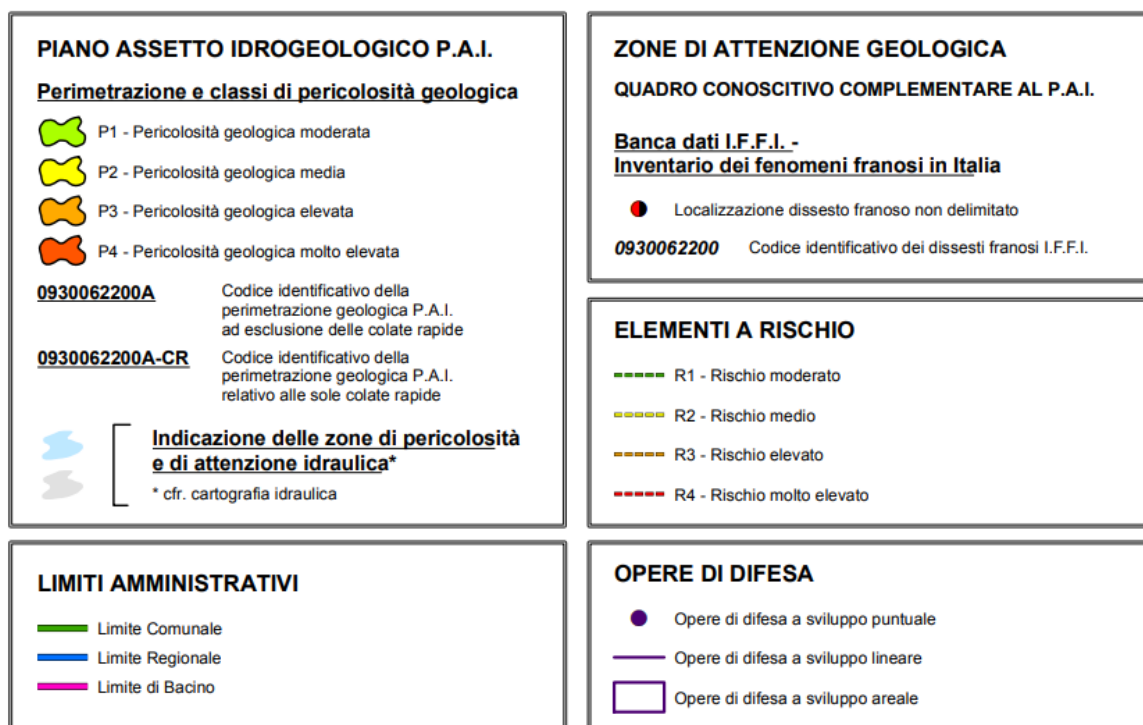 PIANO ASSETTO IDROGEOLOGICO P.A.I.
Perimetrazione e classi di pericolosità geologica
P1 - Pericolosità geologica moderata
P2 - Pericolosità geologica media
P3 - Pericolosità geologica elevata
P4 - Pericolosità geologica molto elevata
0930062200A Codice identificativo della
perimetrazione geologica P.A.I.
ad esclusione delle colate rapide
0930062200A-CR Codice identificativo della
perimetrazione geologica P.A.I.
relativo alle sole colate rapide
Indicazione delle zone di pericolosità
e di attenzione idraulica*
* cfr. cartografia idraulica
ZONE DI ATTENZIONE GEOLOGICA
QUADRO CONOSCITIVO COMPLEMENTARE AL P.A.I.
Banca dati I.F.F.I. -
Inventario dei fenomeni franosi in Italia
Localizzazione dissesto franoso non delimitato
0930062200 Codice identificativo dei dissesti franosi I.F.F.I.
ELEMENTI A RISCHIO
R1 - Rischio moderato
R2 - Rischio medio
R3 - Rischio elevato
R4 - Rischio molto elevato
LIMITI AMMINISTRATIVI
Limite Comunale
Limite Regionale
Limite di Bacino
OPERE DI DIFESA
Opere di difesa a sviluppo puntuale
Opere di difesa a sviluppo lineare
Opere di difesa a sviluppo areale